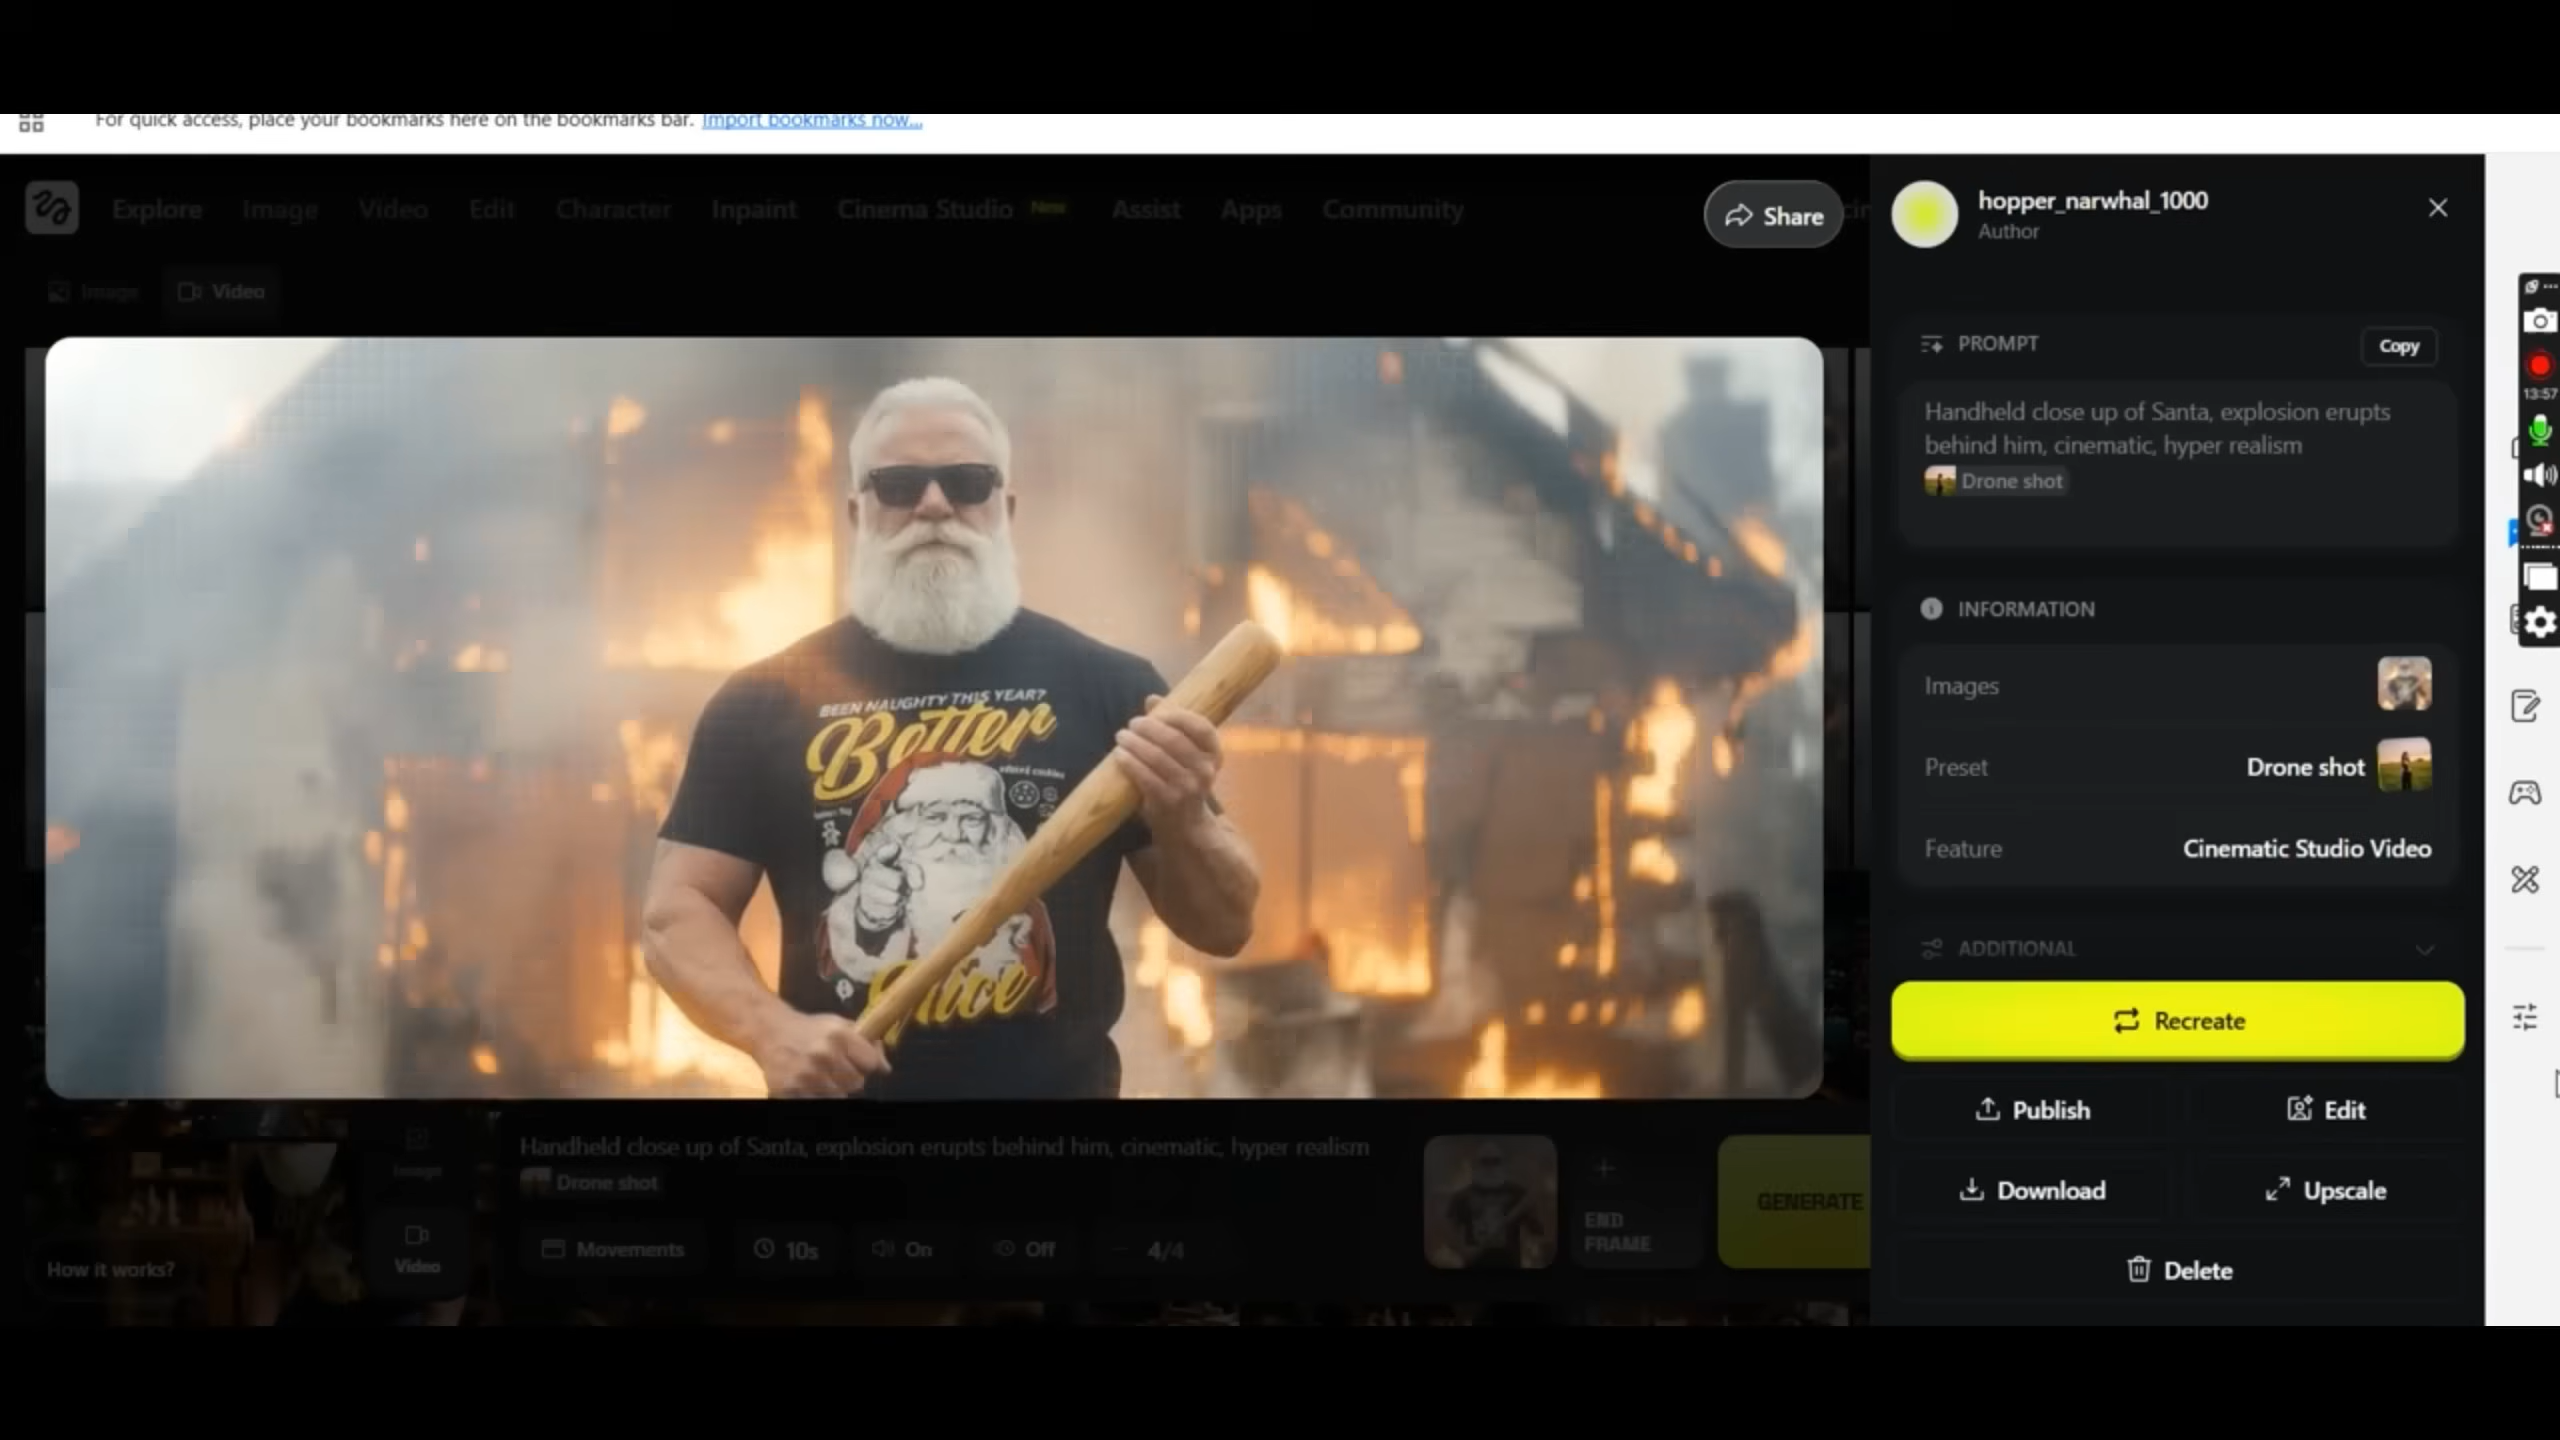 For quick access, place your bookmarks here on the bookmarks bar. Import bookmarks now...
Explore Image Video Edit Character Inpaint Cinema Studio New Assist Apps Community
Share
Image Video
hopper_narwhal_1000
Author
PROMPT
Copy
Handheld close up of Santa, explosion erupts
behind him, cinematic, hyper realism
Drone shot
INFORMATION
Images
Preset Drone shot
Feature Cinematic Studio Video
ADDITIONAL
Recreate
Publish Edit
Download Upscale
Delete
13:57
BEEN NAUGHTY THIS YEAR?
Better
Handheld close up of Santa, explosion erupts behind him, cinematic, hyper realism
Drone shot
Image
Video
Movements 10s On Off 4/4
END
FRAME
GENERATE
How it works?